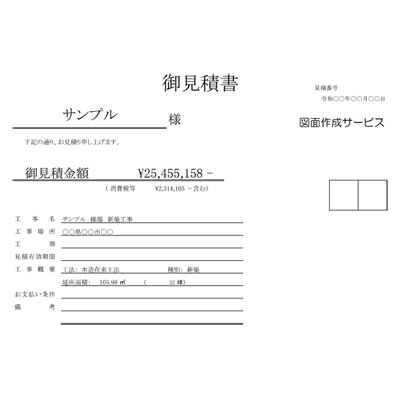 御見積書
見積番号
令和〇〇年〇〇月〇〇日
サンプル 様
図面作成サービス
下記の通り、お見積り申し上げます。
御見積金額 ¥25,455,158-
( 消費税等 ¥2,314,105 -含む)
工事名 サンプル 様邸 新築工事
工事場所 〇〇県〇〇市〇〇
工期
見積有効期限
工事概要 工法: 木造在来工法 種別: 新築
延床面積: 105.98 ㎡ ( 32 坪)
お支払い条件
備考